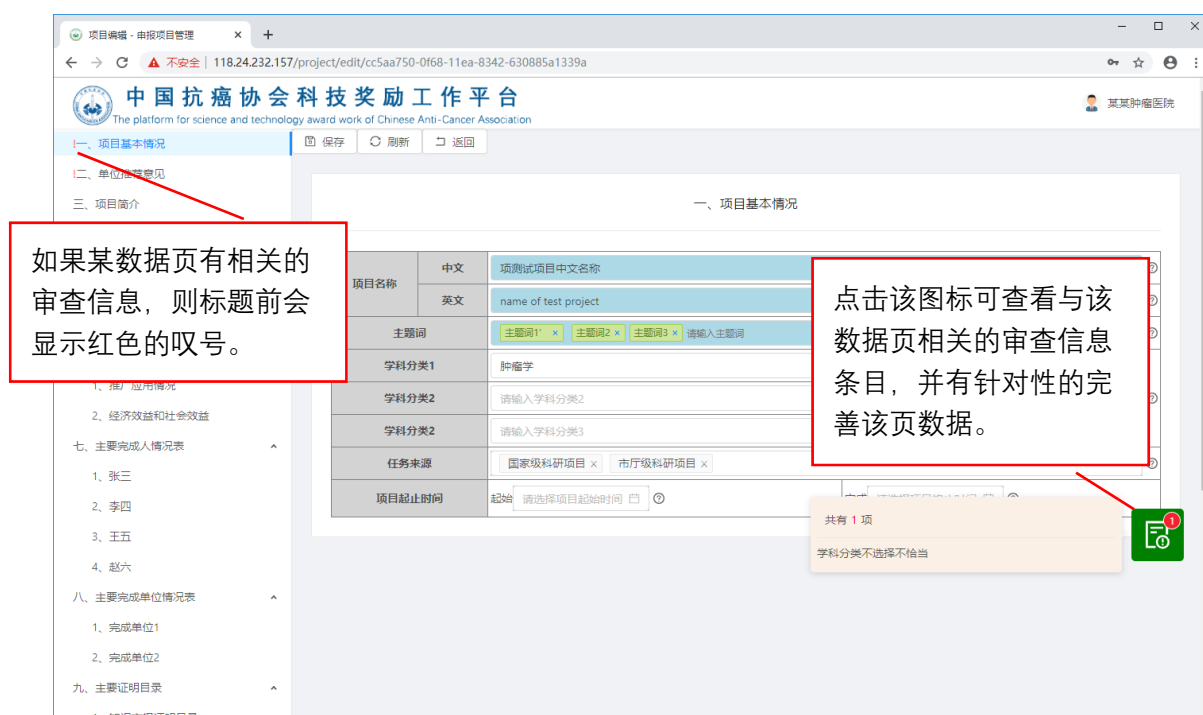 项目编辑 - 申报项目管理
不安全 | 118.24.232.157/project/edit/cc5aa750-0f68-11ea-8342-630885a1339a
中国抗癌协会科技奖励工作平台
The platform for science and technology award work of Chinese Anti-Cancer Association
某某肿瘤医院
!一、项目基本情况
保存 刷新 返回
!二、单位推荐意见
三、项目简介
一、项目基本情况
如果某数据页有相关的
审查信息，则标题前会
显示红色的叹号。
项目名称
中文
项测试项目中文名称
英文
name of test project
主题词
主题词1' × 主题词2 × 主题词3 × 请输入主题词
学科分类1
肿瘤学
学科分类2
请输入学科分类2
学科分类2
请输入学科分类3
任务来源
国家级科研项目 × 市厅级科研项目 ×
项目起止时间
起始 请选择项目起始时间
点击该图标可查看与该
数据页相关的审查信息
条目，并有针对性的完
善该页数据。
共有 1 项
学科分类不选择不恰当
1
1、推广应用情况
2、经济效益和社会效益
七、主要完成人情况表
1、张三
2、李四
3、王五
4、赵六
八、主要完成单位情况表
1、完成单位1
2、完成单位2
九、主要证明目录